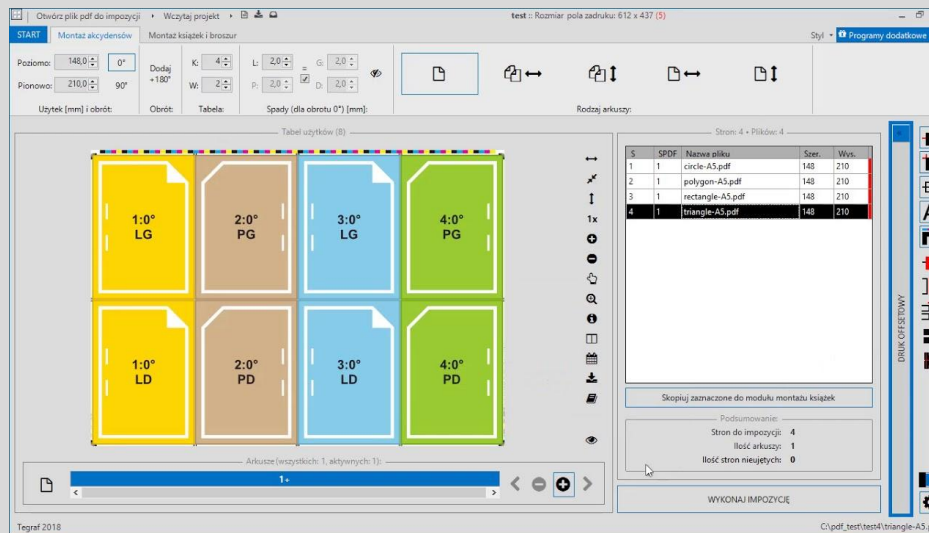 Otwórz plik pdf do impozycji
Wczytaj projekt
test :: Rozmiar pola zadruku: 612 x 437 (5)
START
Montaż akcydensów
Montaż książek i broszur
Styl
Programy dodatkowe
Poziomo: 148,0
0°
Pionowo: 210,0
90°
Użytek [mm] i obrót:
Dodaj
+180°
Obrót:
K: 4
W: 2
Tabela:
L: 2,0 = G: 2,0
P: 2,0 D: 2,0
Spady (dla obrotu 0°) [mm]:
Rodzaj arkuszy:
Tabel użytków (8)
1:0°
LG
2:0°
PG
3:0°
LG
4:0°
PG
1:0°
LD
2:0°
PD
3:0°
LD
4:0°
PD
1x
Stron: 4 • Plików: 4
S SPDF Nazwa pliku Szer. Wys.
1 1 circle-A5.pdf 148 210
2 1 polygon-A5.pdf 148 210
3 1 rectangle-A5.pdf 148 210
4 1 triangle-A5.pdf 148 210
DRUK OFFSETOWY
Skopiuj zaznaczone do modułu montażu książek
Podsumowanie:
Stron do impozycji: 4
Ilość arkuszy: 1
Ilość stron nieujętych: 0
WYKONAJ IMPOZYCJĘ
Arkusze (wszystkich: 1, aktywnych: 1):
1+
Tegraf 2018
C:\pdf_test\test4\triangle-A5.p